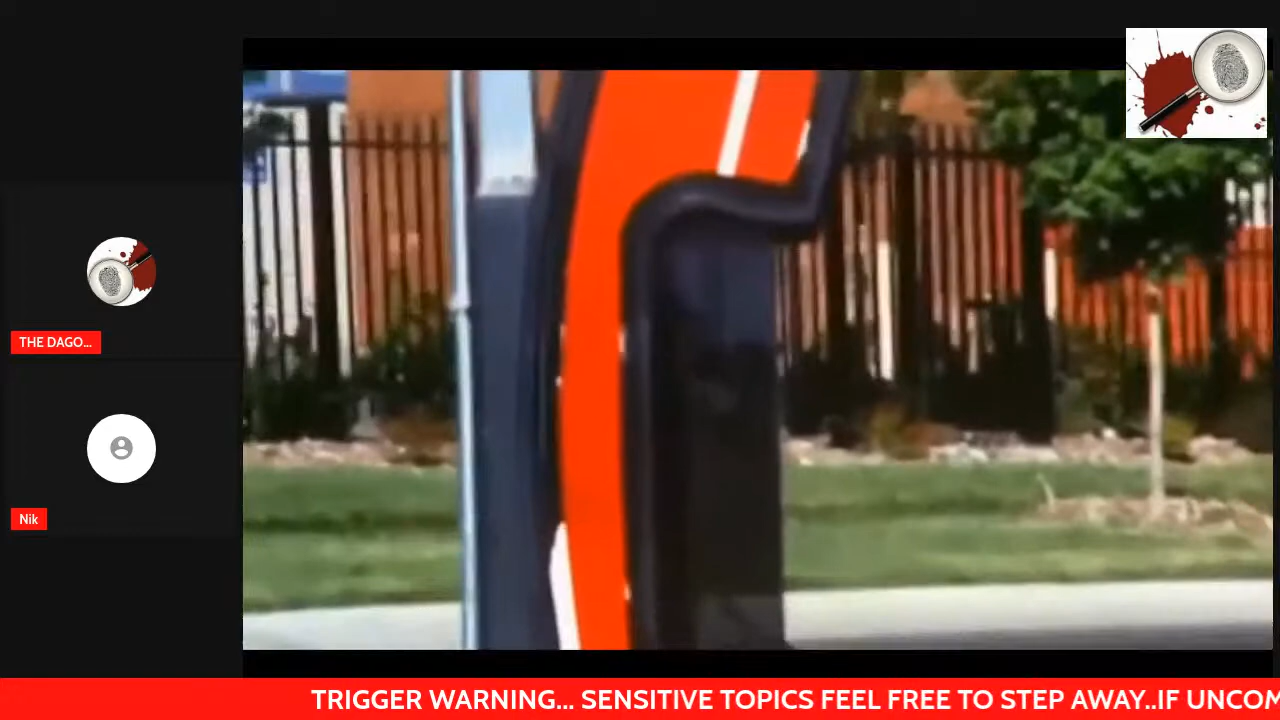 THE DAGO...
Nik
TRIGGER WARNING... SENSITIVE TOPICS FEEL FREE TO STEP AWAY..IF UNCOM